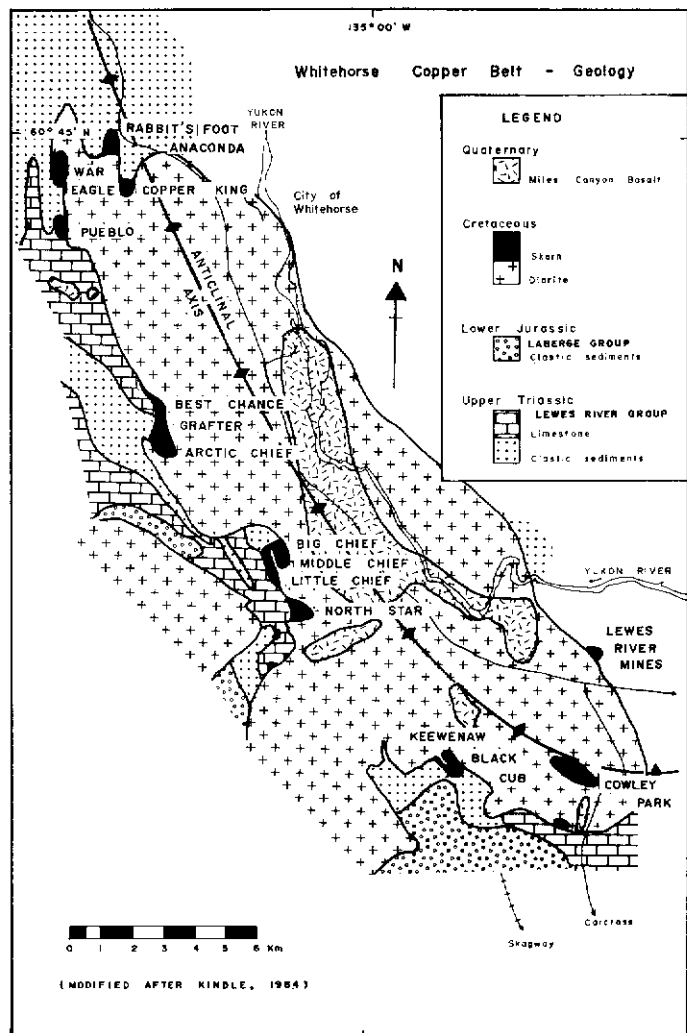 135° 00' W
Whitehorse Copper Belt - Geology
LEGEND
Quaternary
Miles Canyon Basalt
Cretaceous
Skarn
Diorite
Lower Jurassic
LABERGE GROUP
Clastic sediments
Upper Triassic
LEWES RIVER GROUP
Limestone
Clastic sediments
YUKON
RIVER
60° 45' N
RABBIT'S FOOT
ANACONDA
WAR
EAGLE
COPPER KING
City of
Whitehorse
PUEBLO
ANTICLINAL
AXIS
N
BEST CHANCE
GRAFTER
ARCTIC CHIEF
BIG CHIEF
MIDDLE CHIEF
LITTLE CHIEF
YUKON RIVER
NORTH STAR
LEWES
RIVER
MINES
KEEWENAW
BLACK
CUB
COWLEY
PARK
Carcross
Skagway
0 1 2 3 4 5 6 Km
(MODIFIED AFTER KINDLE, 1964)